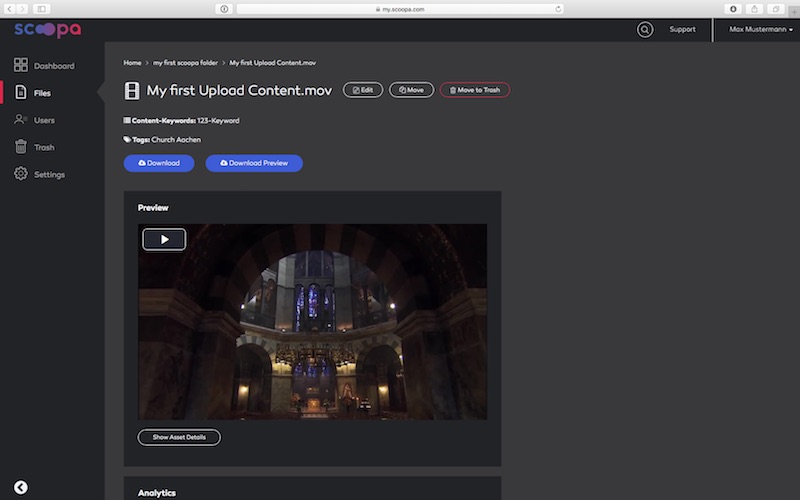 my.scoopa.com
scoopa
Support
Max Mustermann
Dashboard
Files
Users
Trash
Settings
Home > my first scoopa folder > My first Upload Content.mov
My first Upload Content.mov
Edit
Move
Move to Trash
Content-Keywords: 123-Keyword
Tags: Church Aachen
Download
Download Preview
Preview
Show Asset Details
Analytics